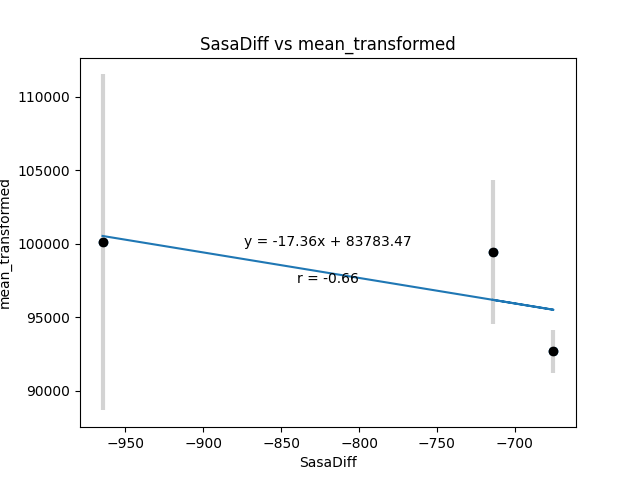 SasaDiff vs mean_transformed
mean_transformed
110000
105000
100000
95000
90000
y = -17.36x + 83783.47
r = -0.66
−950
−900
−850
−800
−750
−700
SasaDiff